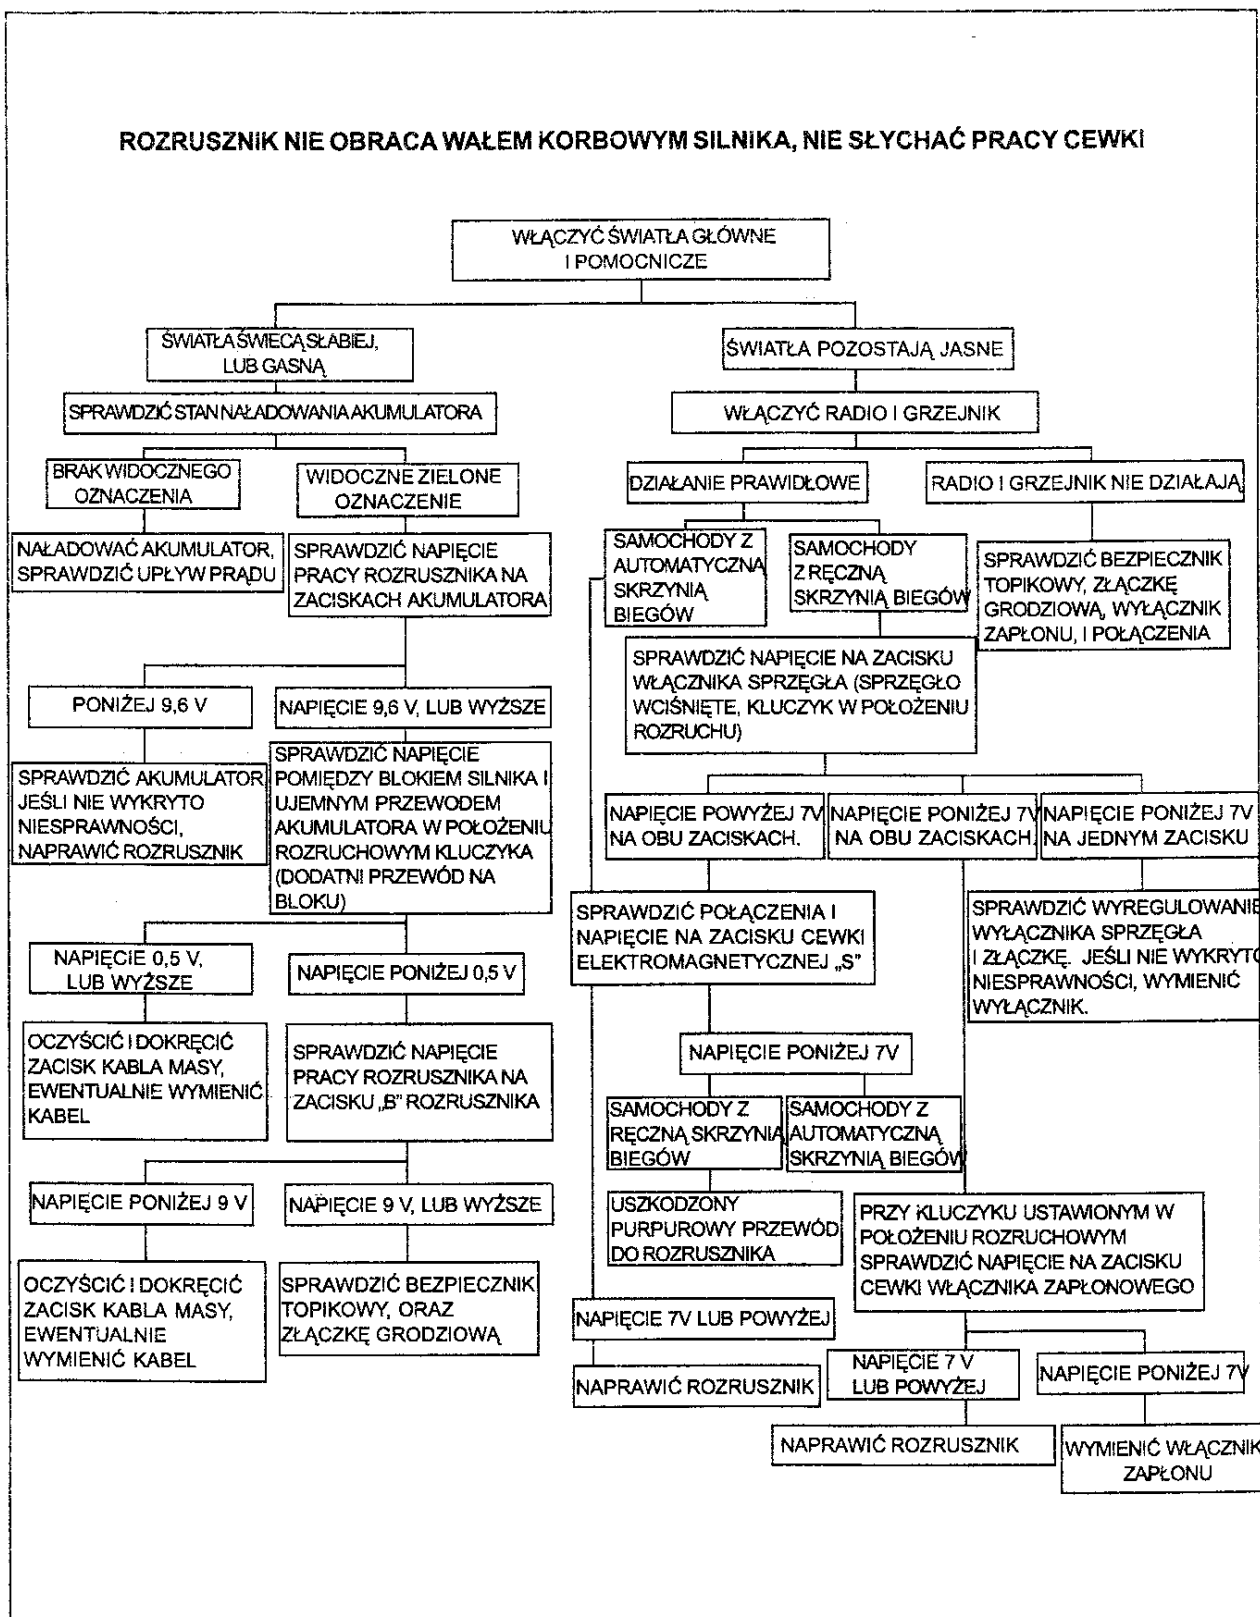 ROZRUSZNIK NIE OBRACA WAŁEM KORBOWYM SILNIKA, NIE SŁYCHAĆ PRACY CEWKI
WŁĄCZYĆ ŚWIATŁA GŁÓWNE
I POMOCNICZE
ŚWIATŁA ŚWIECĄ SŁABIEJ,
LUB GASNĄ
ŚWIATŁA POZOSTAJĄ JASNE
SPRAWDZIĆ STAN NAŁADOWANIA AKUMULATORA
WŁĄCZYĆ RADIO I GRZEJNIK
BRAK WIDOCZNEGO
OZNACZENIA
WIDOCZNE ZIELONE
OZNACZENIE
DZIAŁANIE PRAWIDŁOWE
RADIO I GRZEJNIK NIE DZIAŁAJĄ
NAŁADOWAĆ AKUMULATOR,
SPRAWDZIĆ UPŁYW PRĄDU
SPRAWDZIĆ NAPIĘCIE
PRACY ROZRUSZNIKA NA
ZACISKACH AKUMULATORA
SAMOCHODY Z
AUTOMATYCZNĄ
SKRZYNIĄ
BIEGÓW
SAMOCHODY
Z RĘCZNĄ
SKRZYNIĄ BIEGÓW
SPRAWDZIĆ BEZPIECZNIK
TOPIKOWY, ZŁĄCZKĘ
GRODZIOWĄ, WYŁĄCZNIK
ZAPŁONU, I POŁĄCZENIA
SPRAWDZIĆ NAPIĘCIE NA ZACISKU
WŁĄCZNIKA SPRZĘGŁA (SPRZĘGŁO
WCIŚNIĘTE, KLUCZYK W POŁOŻENIU
ROZRUCHU)
PONIŻEJ 9,6 V
NAPIĘCIE 9,6 V, LUB WYŻSZE
SPRAWDZIĆ AKUMULATOR
JEŚLI NIE WYKRYTO
NIESPRAWNOŚCI,
NAPRAWIĆ ROZRUSZNIK
SPRAWDZIĆ NAPIĘCIE
POMIĘDZY BLOKIEM SILNIKA I
UJEMNYM PRZEWODEM
AKUMULATORA W POŁOŻENIU
ROZRUCHOWYM KLUCZYKA
(DODATNI PRZEWÓD NA
BLOKU)
NAPIĘCIE POWYŻEJ 7V
NA OBU ZACISKACH.
NAPIĘCIE PONIŻEJ 7V
NA OBU ZACISKACH.
NAPIĘCIE PONIŻEJ 7V
NA JEDNYM ZACISKU
SPRAWDZIĆ POŁĄCZENIA I
NAPIĘCIE NA ZACISKU CEWKI
ELEKTROMAGNETYCZNEJ „S”
SPRAWDZIĆ WYREGULOWANIE
WYŁĄCZNIKA SPRZĘGŁA
I ZŁĄCZKĘ. JEŚLI NIE WYKRYTO
NIESPRAWNOŚCI, WYMIENIĆ
WYŁĄCZNIK.
NAPIĘCIE 0,5 V,
LUB WYŻSZE
NAPIĘCIE PONIŻEJ 0,5 V
OCZYŚCIĆ I DOKRĘCIĆ
ZACISK KABLA MASY,
EWENTUALNIE WYMIENIĆ
KABEL
SPRAWDZIĆ NAPIĘCIE
PRACY ROZRUSZNIKA NA
ZACISKU „B” ROZRUSZNIKA
NAPIĘCIE PONIŻEJ 7V
SAMOCHODY Z
RĘCZNĄ SKRZYNIĄ
BIEGÓW
SAMOCHODY Z
AUTOMATYCZNĄ
SKRZYNIĄ BIEGÓW
NAPIĘCIE PONIŻEJ 9 V
NAPIĘCIE 9 V, LUB WYŻSZE
USZKODZONY
PURPUROWY PRZEWÓD
DO ROZRUSZNIKA
PRZY KLUCZYKU USTAWIONYM W
POŁOŻENIU ROZRUCHOWYM
SPRAWDZIĆ NAPIĘCIE NA ZACISKU
CEWKI WŁĄCZNIKA ZAPŁONOWEGO
OCZYŚCIĆ I DOKRĘCIĆ
ZACISK KABLA MASY,
EWENTUALNIE
WYMIENIĆ KABEL
SPRAWDZIĆ BEZPIECZNIK
TOPIKOWY, ORAZ
ZŁĄCZKĘ GRODZIOWĄ
NAPIĘCIE 7V LUB POWYŻEJ
NAPIĘCIE 7 V
LUB POWYŻEJ
NAPIĘCIE PONIŻEJ 7V
NAPRAWIĆ ROZRUSZNIK
NAPRAWIĆ ROZRUSZNIK
WYMIENIĆ WŁĄCZNIK
ZAPŁONU